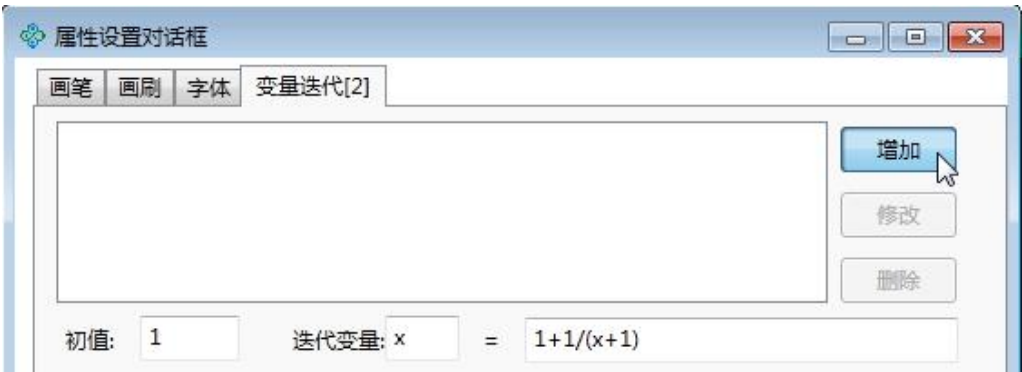 属性设置对话框
画笔 画刷 字体 变量迭代[2]
增加
修改
删除
初值: 1 迭代变量: x = 1+1/(x+1)